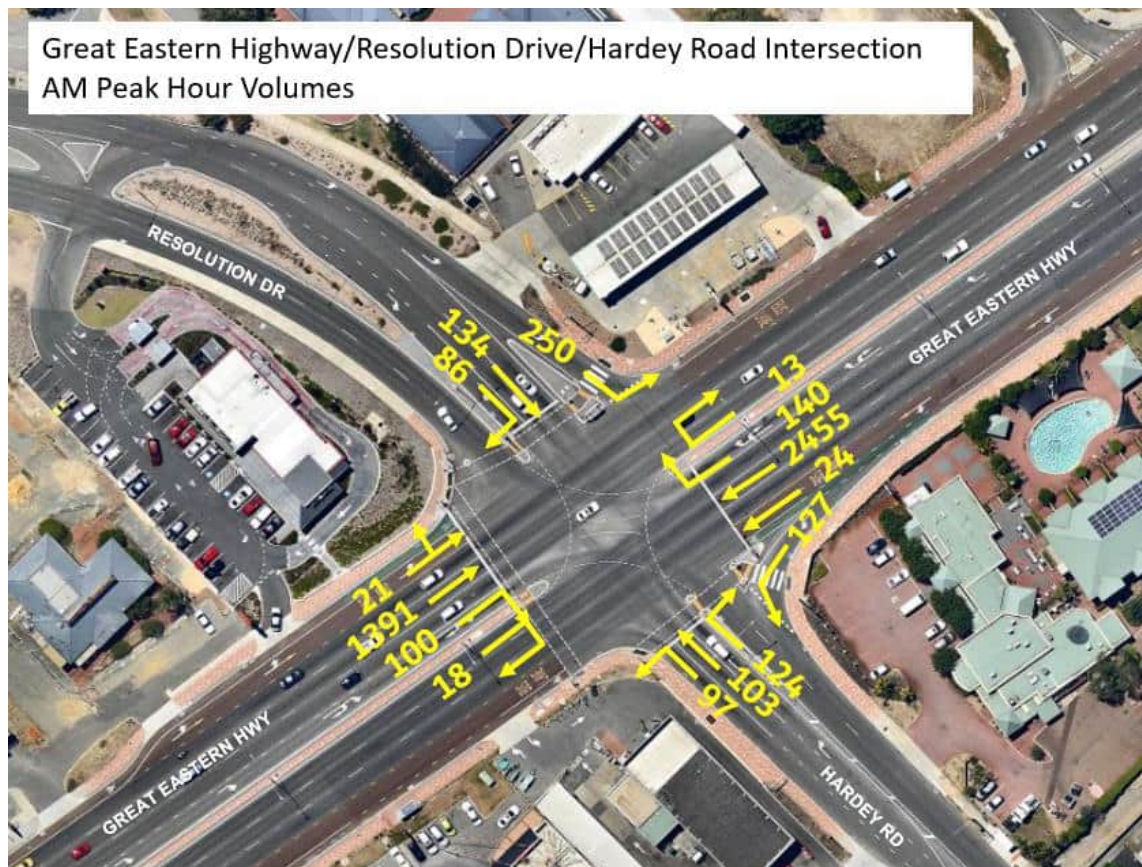 Great Eastern Highway/Resolution Drive/Hardey Road Intersection
AM Peak Hour Volumes
RESOLUTION DR
134
86
250
GREAT EASTERN HWY
13
140
2455
24
127
21
1391
100
18
124
103
97
GREAT EASTERN HWY
HARDEY RD